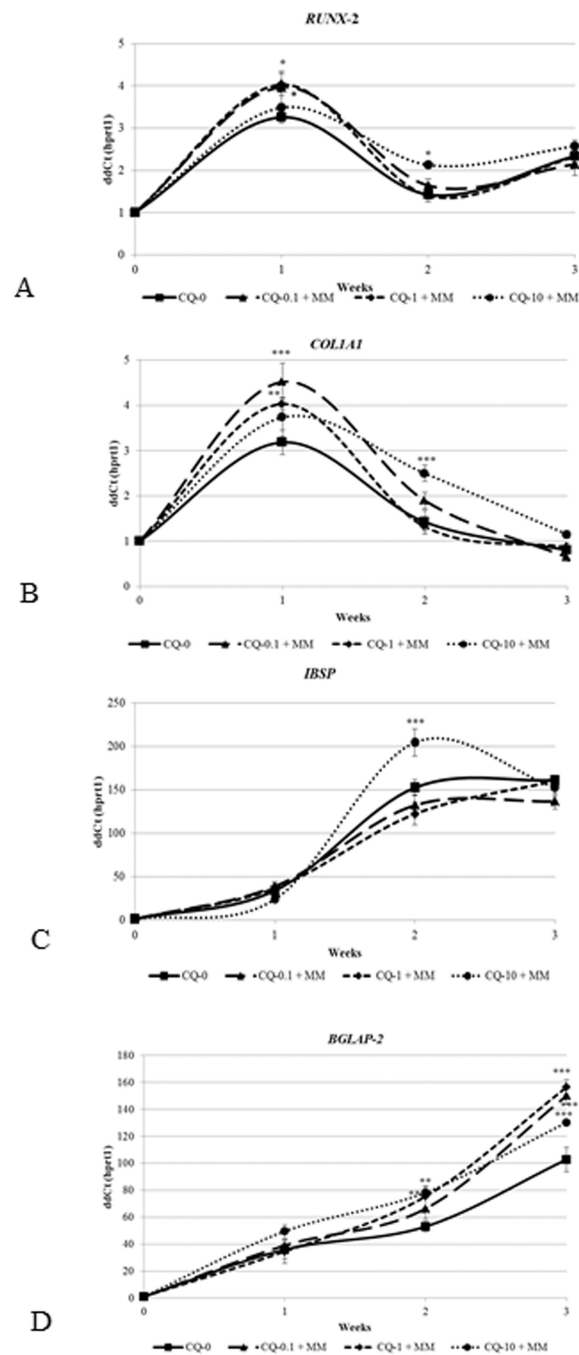 RUNX-2
*
*
*
5
4
3
2
1
0
ddCt (hprt1)
0 1 2 3
Weeks
A
CQ-0 CQ-0.1 + MM CQ-1 + MM CQ-10 + MM
COL1A1
***
**
***
5
4
3
2
1
0
ddCt (hprt1)
0 1 2 3
Weeks
B
CQ-0 CQ-0.1 + MM CQ-1 + MM CQ-10 + MM
IBSP
***
250
200
150
100
50
0
ddCt (hprt1)
0 1 2 3
Weeks
C
CQ-0 CQ-0.1 + MM CQ-1 + MM CQ-10 + MM
BGLAP-2
***
***
***
**
180
160
140
120
100
80
60
40
20
0
ddCt (hprt1)
0 1 2 3
Weeks
D
CQ-0 CQ-0.1 + MM CQ-1 + MM CQ-10 + MM